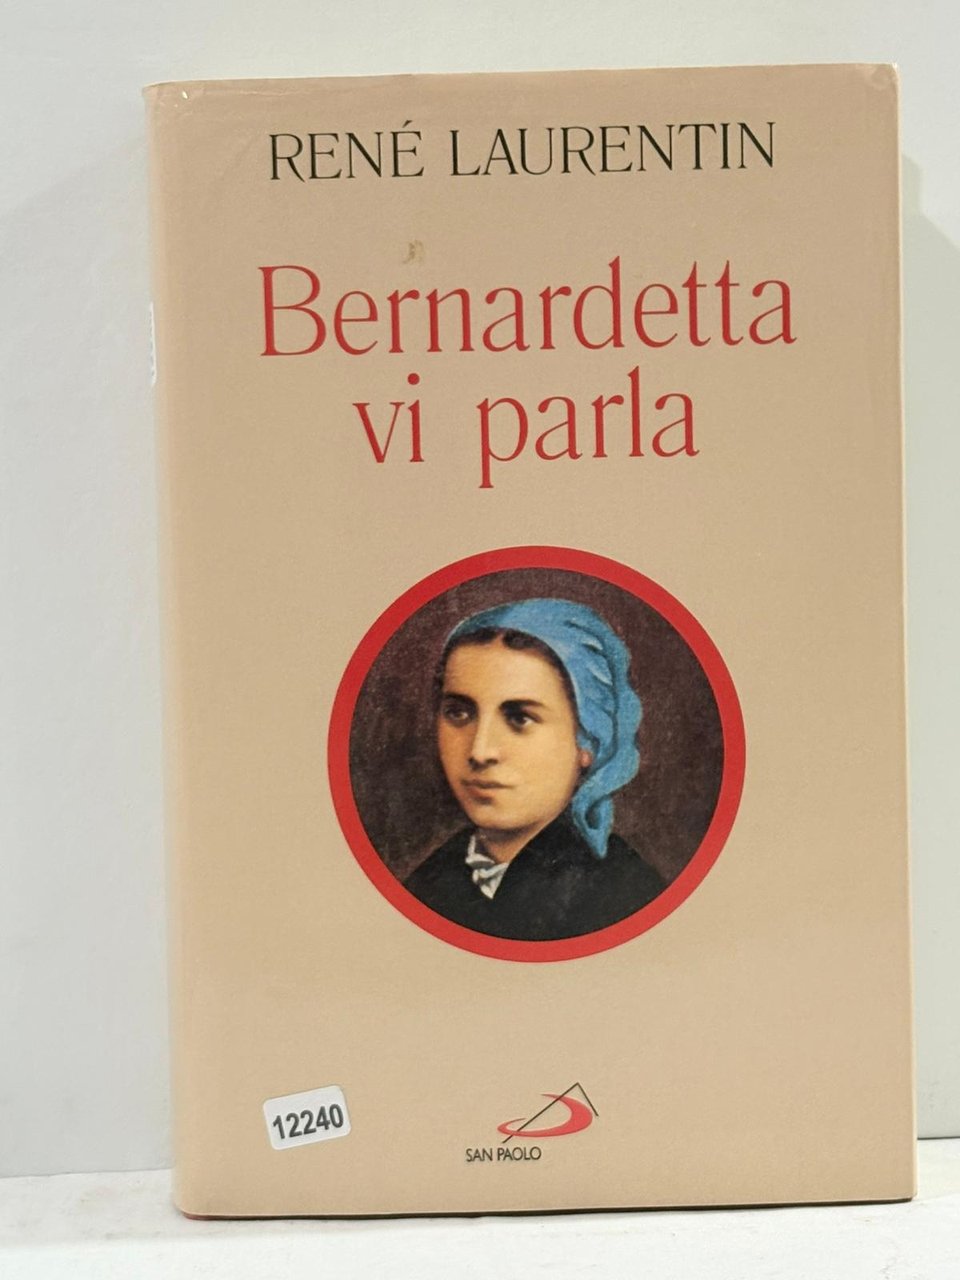 RENÉ LAURENTIN
Bernardetta
vi parla
12240
SAN PAOLO